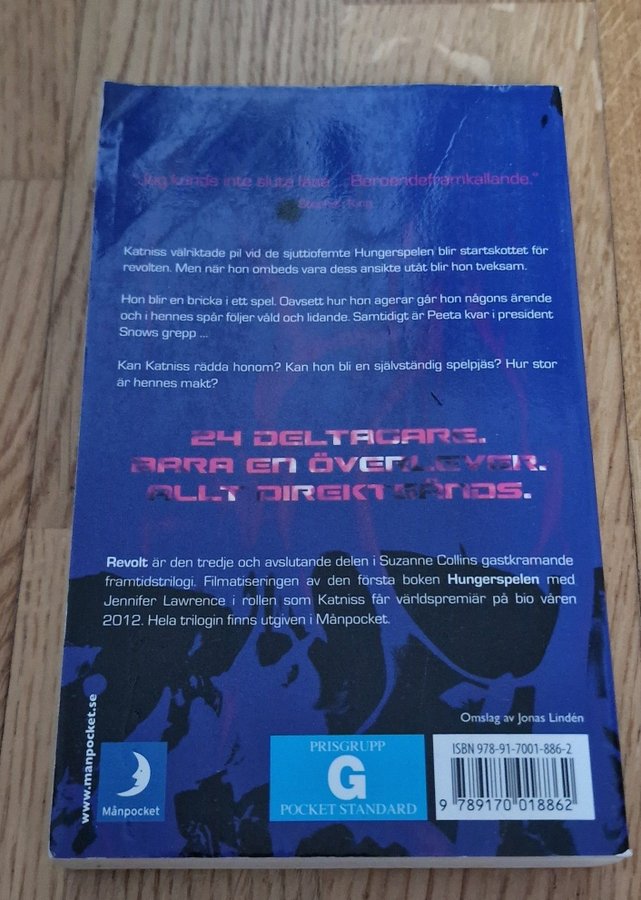 "Jag kunde inte sluta läsa ... Beroendeframkallande."
Stephen King
Katniss välriktade pil vid de sjuttiofemte Hungerspelen blir startskottet för
revolten. Men när hon ombeds vara dess ansikte utåt blir hon tveksam.
Hon blir en bricka i ett spel. Oavsett hur hon agerar går hon någons ärende
och i hennes spår följer våld och lidande. Samtidigt är Peeta kvar i president
Snows grepp ...
Kan Katniss rädda honom? Kan hon bli en självständig spelpjäs? Hur stor
är hennes makt?
24 DELTAGARE.
BARA EN ÖVERLEVER.
ALLT DIREKTSÄNDS.
Revolt är den tredje och avslutande delen i Suzanne Collins gastkramande
framtidstrilogi. Filmatiseringen av den första boken Hungerspelen med
Jennifer Lawrence i rollen som Katniss får världspremiär på bio våren
2012. Hela trilogin finns utgiven i Månpocket.
Omslag av Jonas Lindén
www.manpocket.se
Månpocket
PRISGRUPP
G
POCKET STANDARD
ISBN 978-91-7001-886-2
9 789170 018862